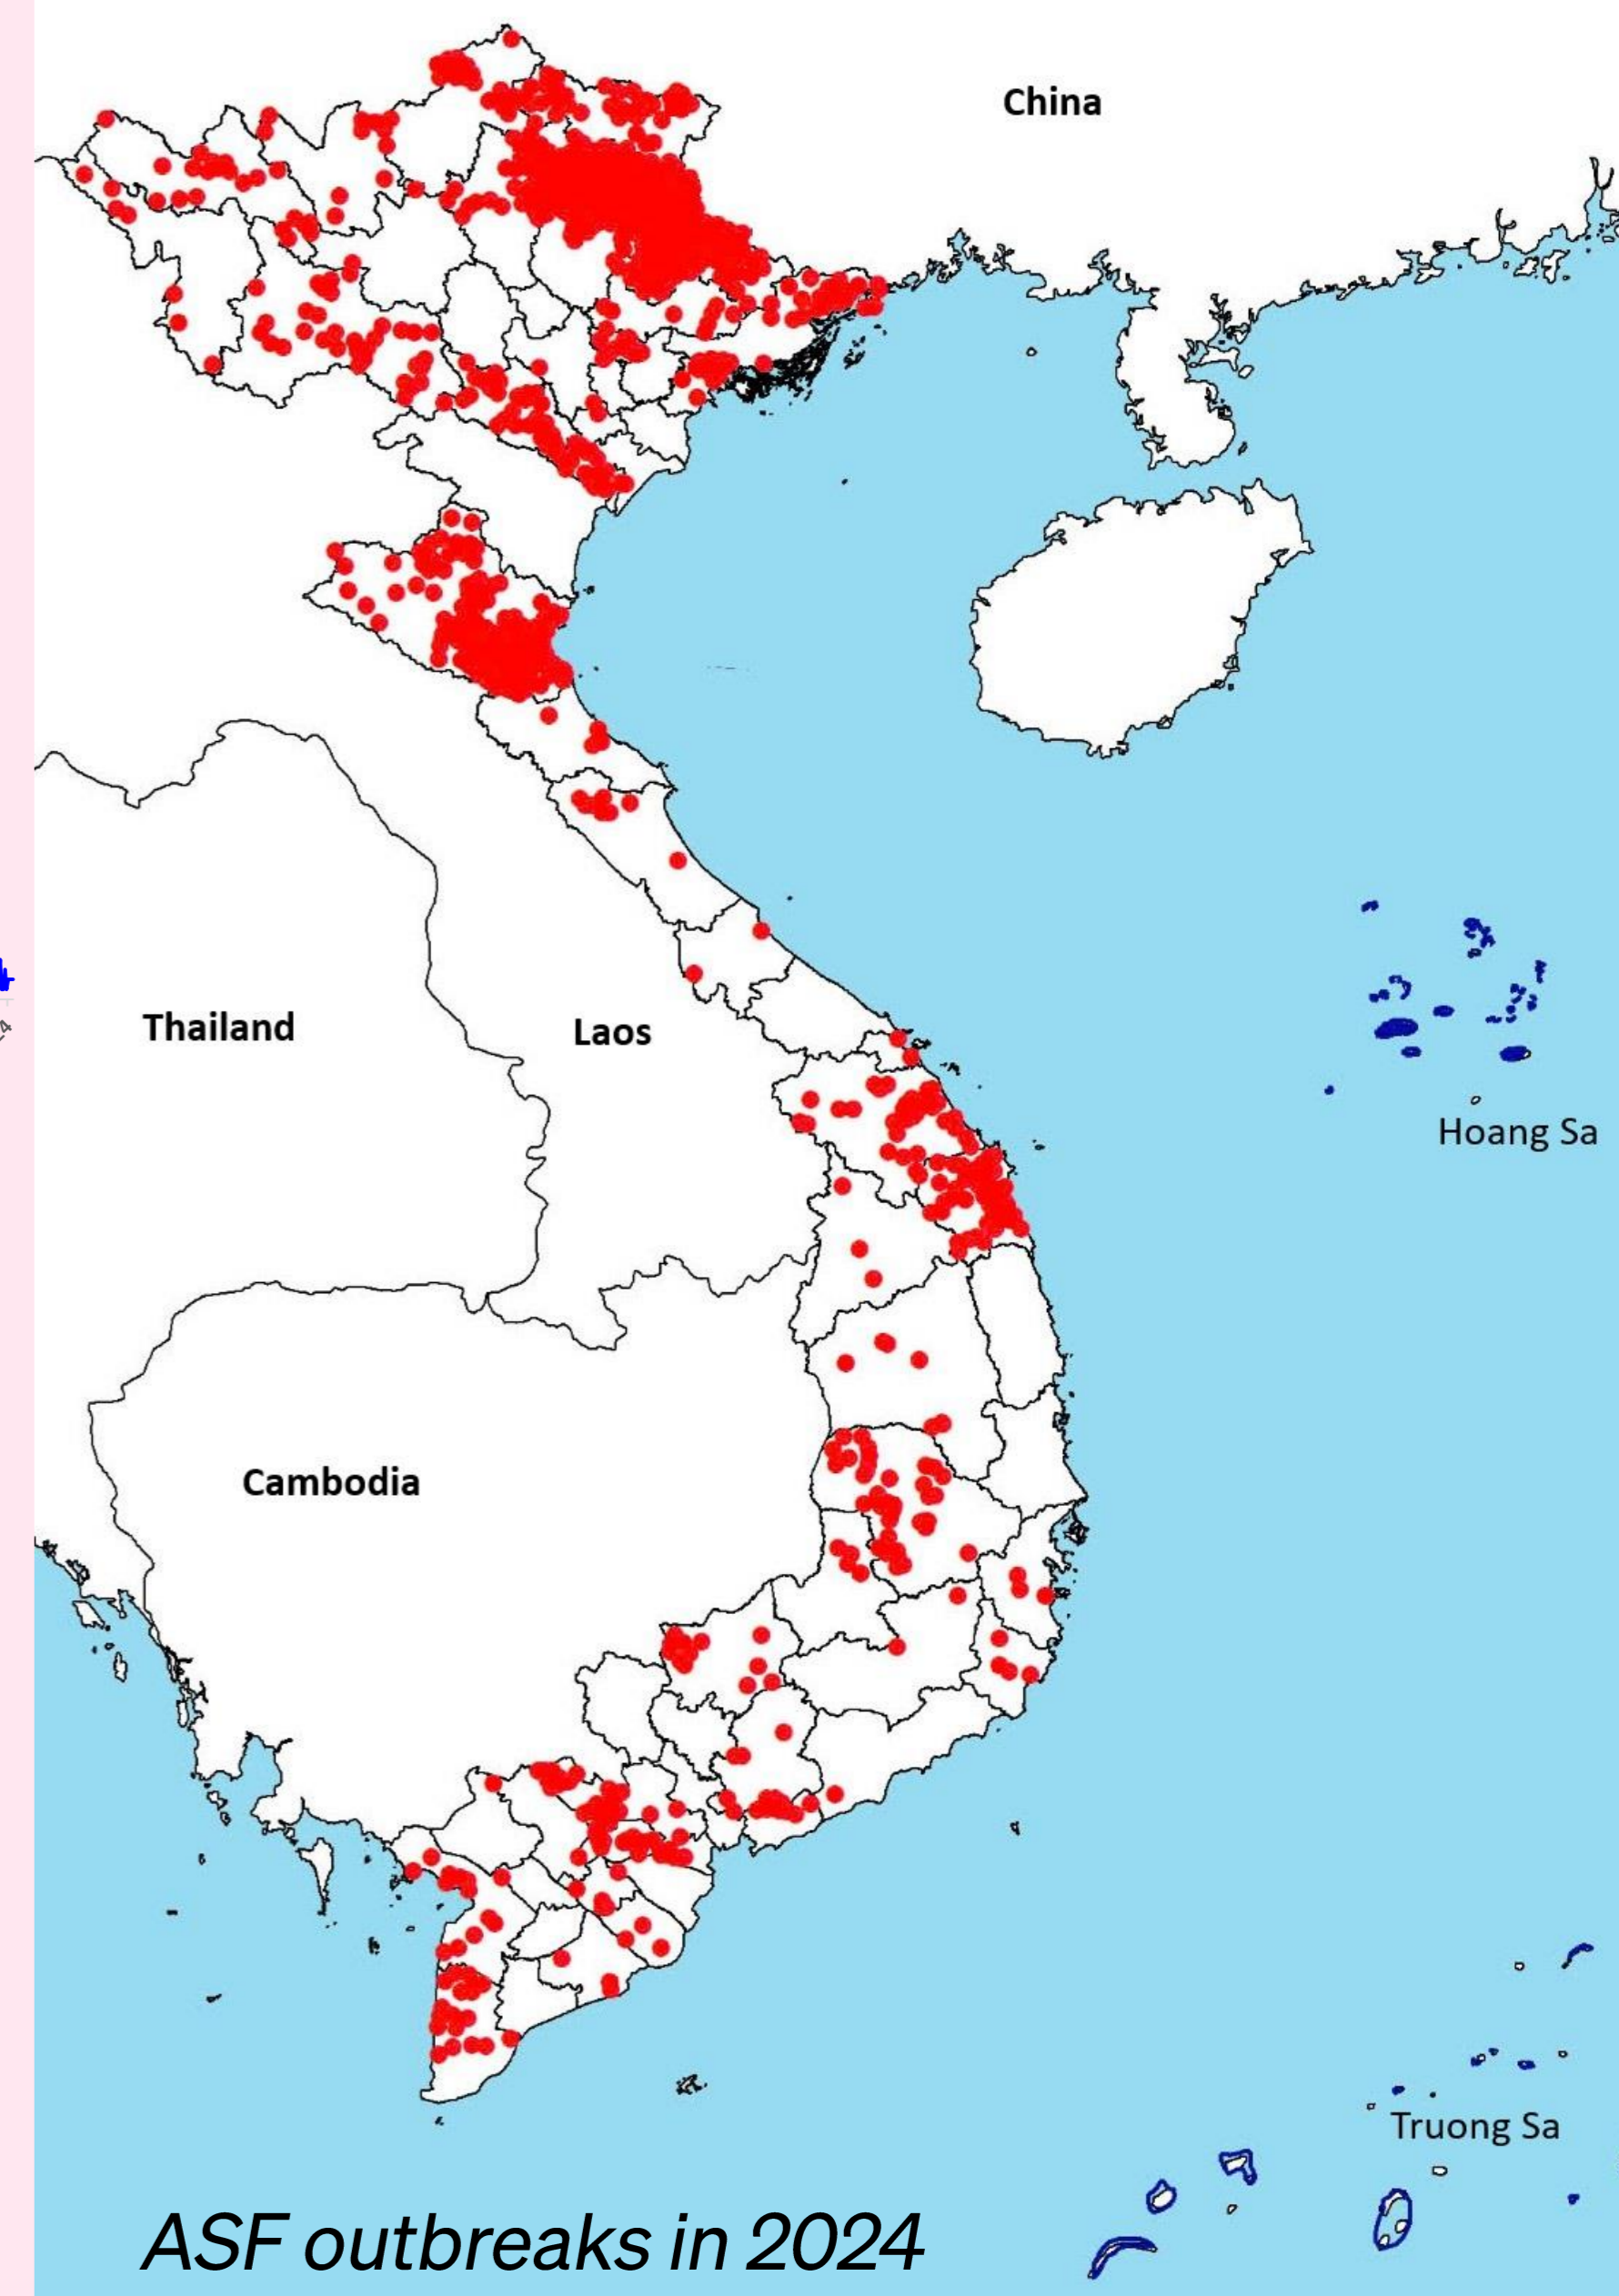 China
Thailand
Laos
Hoang Sa
Cambodia
Truong Sa
ASF outbreaks in 2024